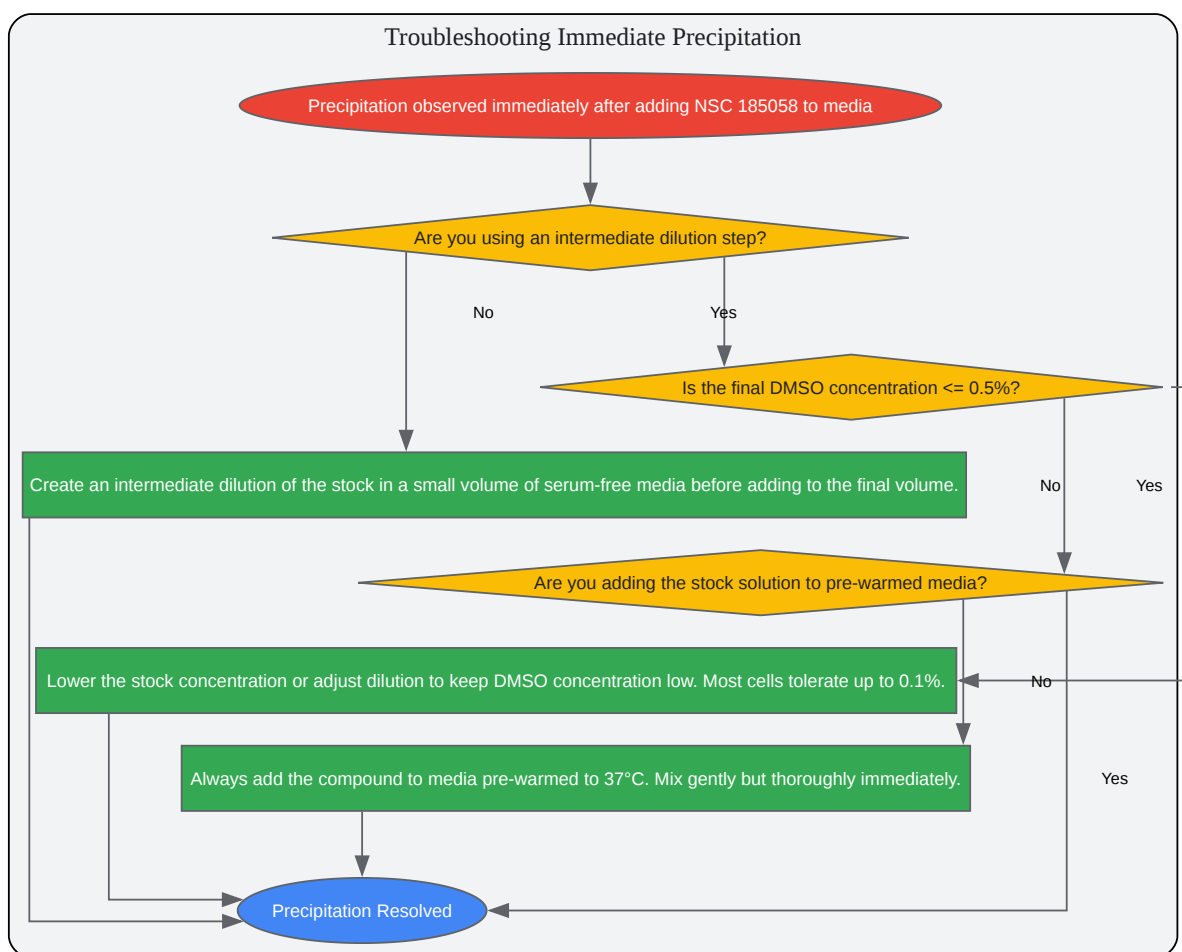 Troubleshooting Immediate Precipitation
Precipitation observed immediately after adding NSC 185058 to media
Are you using an intermediate dilution step?
No
Yes
Is the final DMSO concentration <= 0.5%?
Create an intermediate dilution of the stock in a small volume of serum-free media before adding to the final volume.
No
Yes
Are you adding the stock solution to pre-warmed media?
Lower the stock concentration or adjust dilution to keep DMSO concentration low. Most cells tolerate up to 0.1%.
No
Always add the compound to media pre-warmed to 37°C. Mix gently but thoroughly immediately.
Yes
Precipitation Resolved